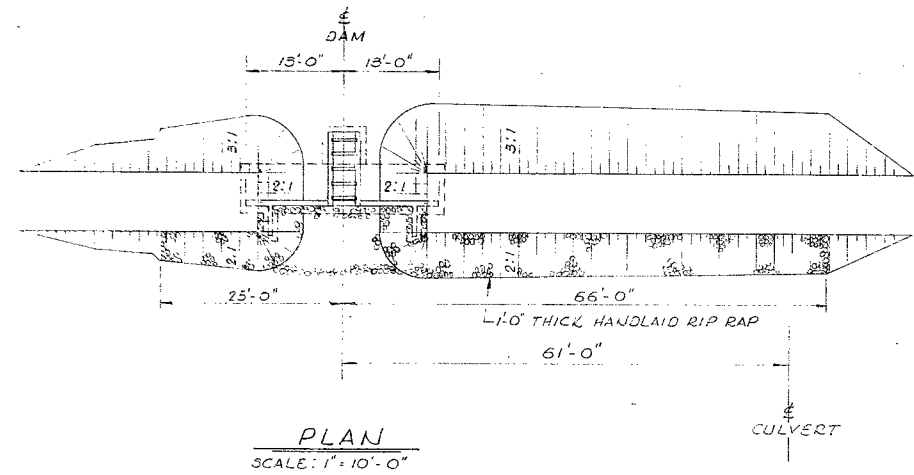 ℄
DAM
13'-0" 13'-0"
3:1
3:1
2:1
2:1
2:1
2:1
25'-0"
66'-0"
1'-0" THICK HANDLAID RIP RAP
61'-0"
℄
CULVERT
PLAN
SCALE: 1" = 10'-0"